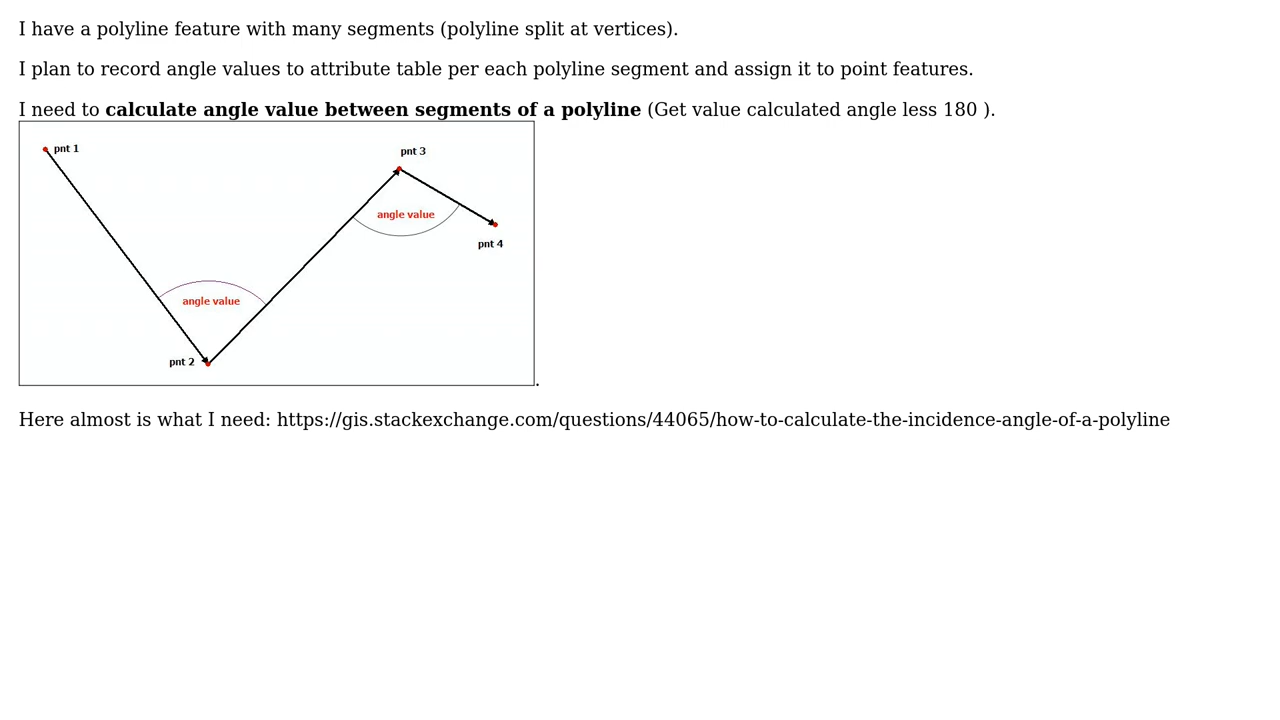 I have a polyline feature with many segments (polyline split at vertices).
I plan to record angle values to attribute table per each polyline segment and assign it to point features.
I need to calculate angle value between segments of a polyline (Get value calculated angle less 180 ).
pnt 1
pnt 3
angle value
pnt 4
angle value
pnt 2
.
Here almost is what I need: https://gis.stackexchange.com/questions/44065/how-to-calculate-the-incidence-angle-of-a-polyline